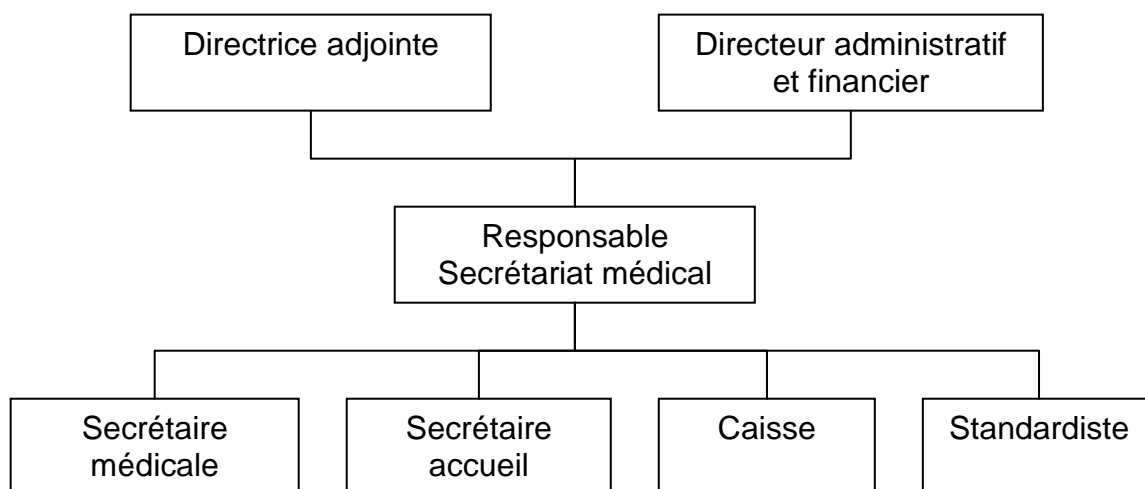 Directrice adjointe
Directeur administratif
et financier
Responsable
Secrétariat médical
Secrétaire
médicale
Secrétaire
accueil
Caisse
Standardiste